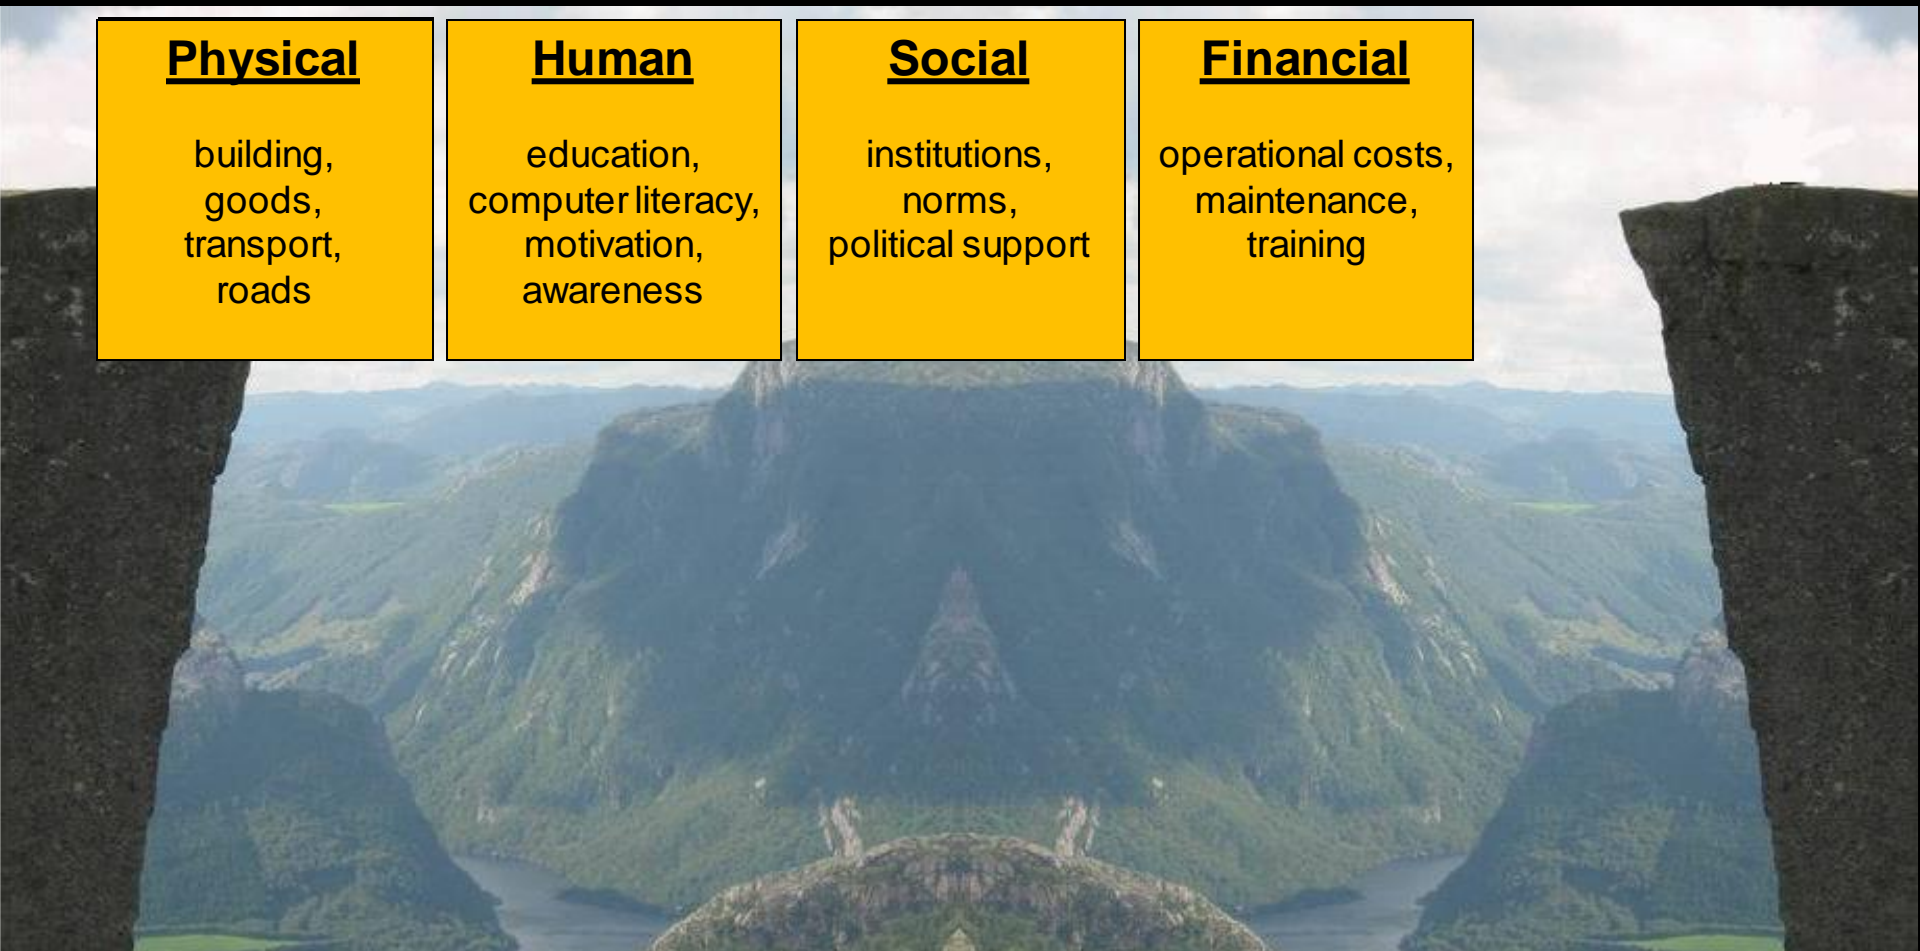 Physical
building,
goods,
transport,
roads
Human
education,
computer literacy,
motivation,
awareness
Social
institutions,
norms,
political support
Financial
operational costs,
maintenance,
training